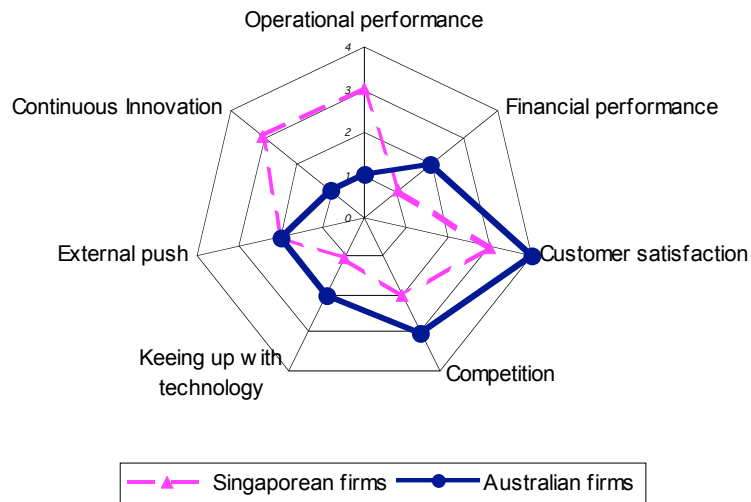 Operational performance
4
3
2
1
0
Continuous Innovation
Financial performance
External push
Customer satisfaction
Keeing up with
technology
Competition
Singaporean firms
Australian firms